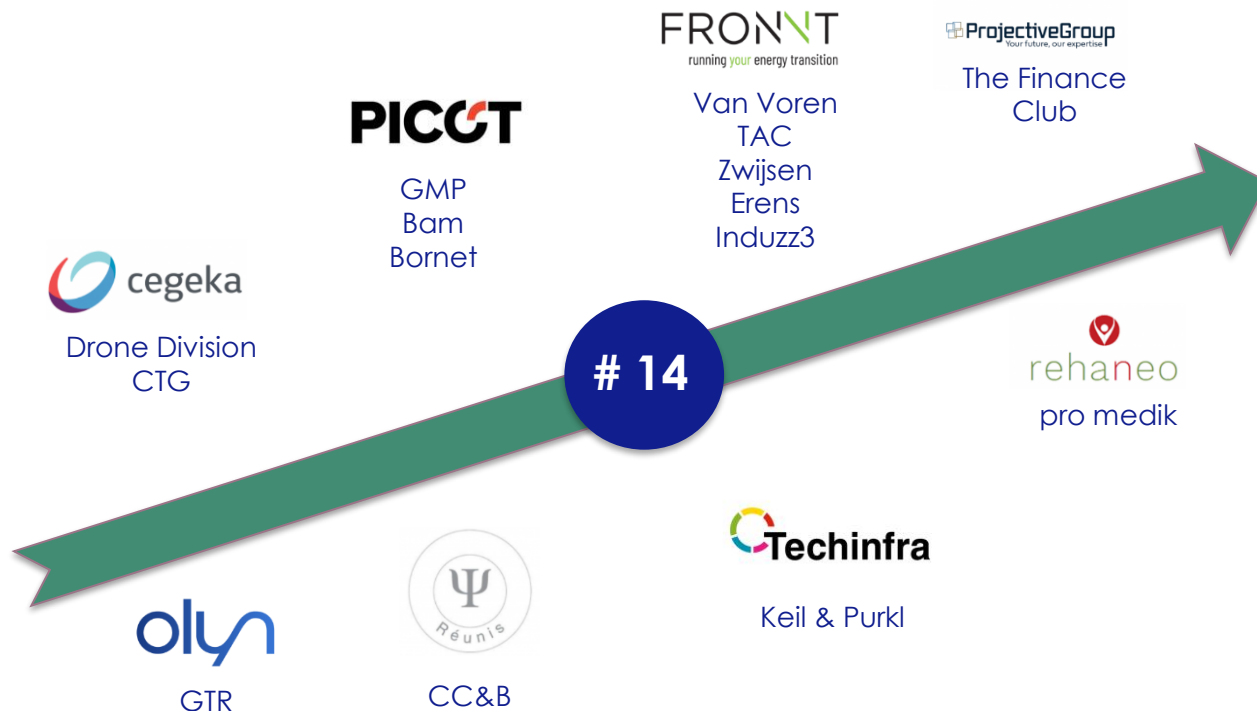 FRONNT
running your energy transition
Van Voren
TAC
Zwijsen
Erens
Induzz3
ProjectiveGroup
Your future, our expertise
The Finance
Club
PICOT
GMP
Bam
Bornet
cegeka
Drone Division
CTG
# 14
rehaneo
pro medik
Techinfra
Keil & Purkl
olyn
GTR
Ψ
Réunis
CC&B